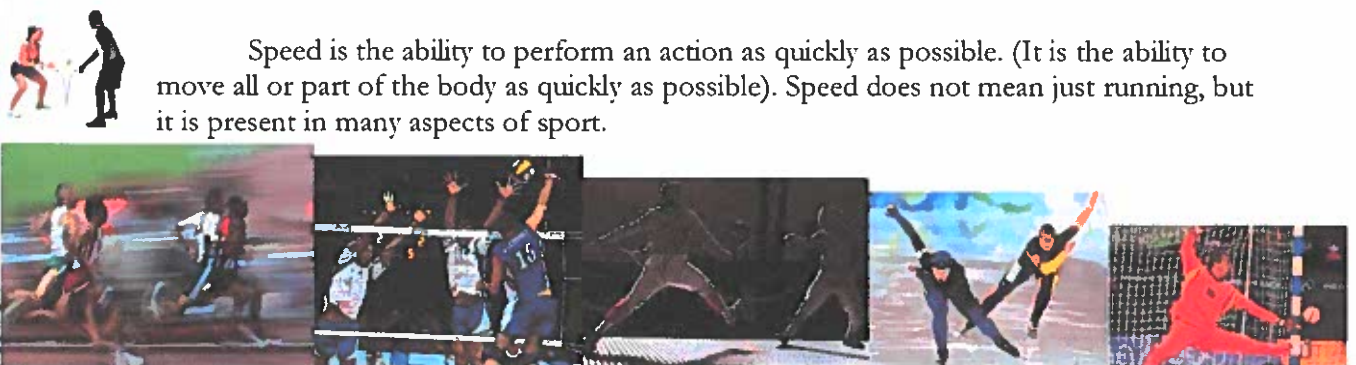 Speed is the ability to perform an action as quickly as possible. (It is the ability to
move all or part of the body as quickly as possible). Speed does not mean just running, but
it is present in many aspects of sport.
15